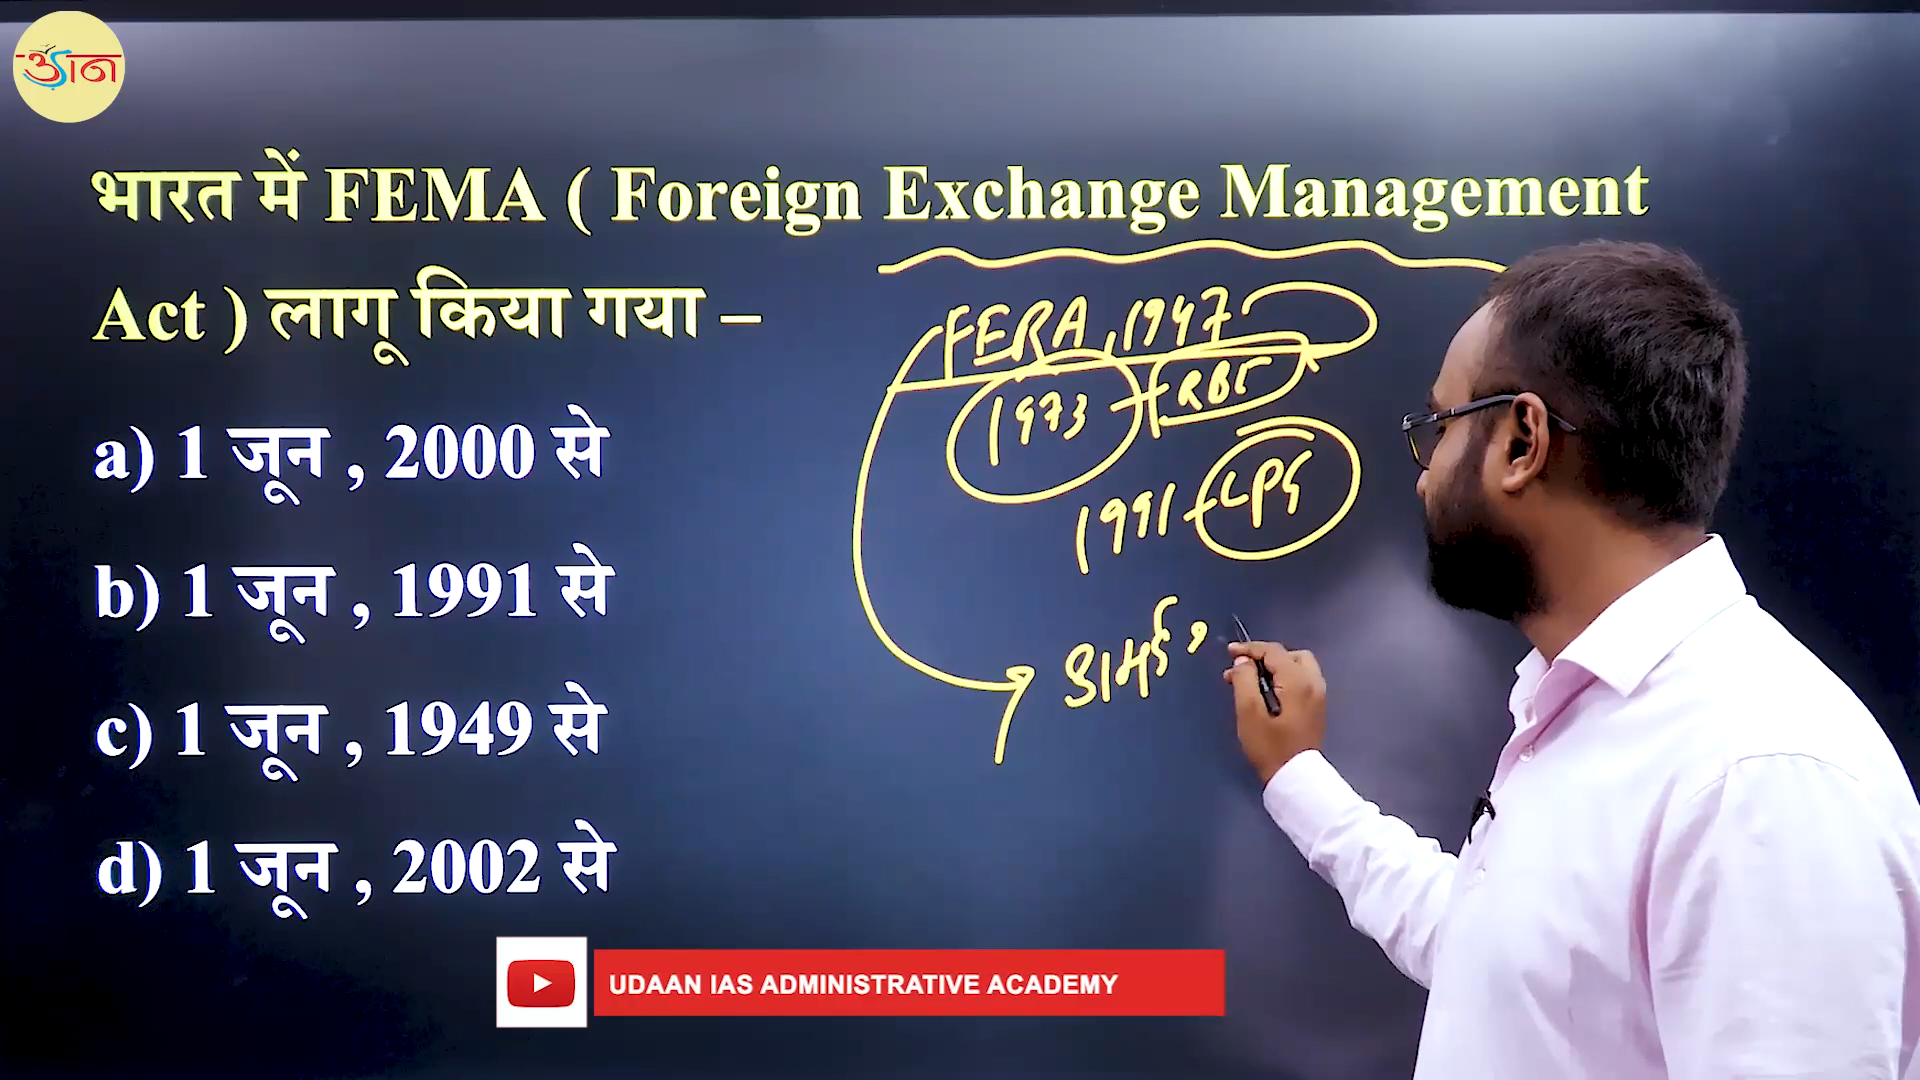 उड़ान
भारत में FEMA ( Foreign Exchange Management
Act ) लागू किया गया –
a) 1 जून , 2000 से
b) 1 जून , 1991 से
c) 1 जून , 1949 से
d) 1 जून , 2002 से
FERA , 1947
1973
RBI
1991 - LPG
UDAAN IAS ADMINISTRATIVE ACADEMY